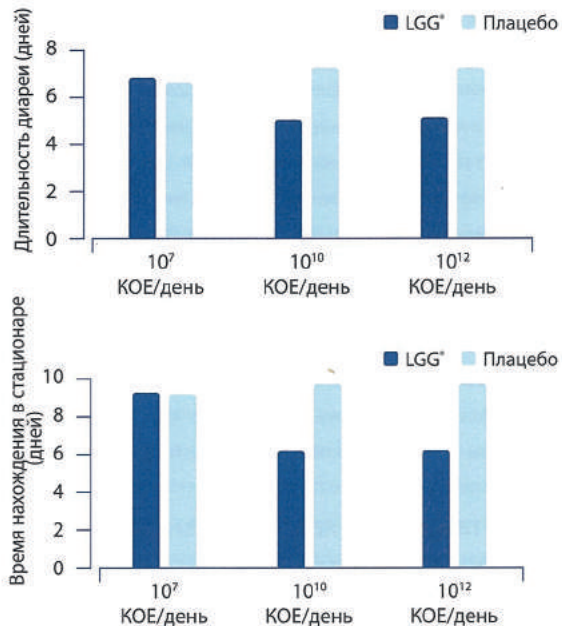 LGG® Плацебо
Длительность диареи (дней)
8
6
4
2
0
10⁷ 10¹⁰ 10¹²
КОЕ/день КОЕ/день КОЕ/день
LGG® Плацебо
Время нахождения в стационаре
(дней)
10
8
6
4
2
0
10⁷ 10¹⁰ 10¹²
КОЕ/день КОЕ/день КОЕ/день